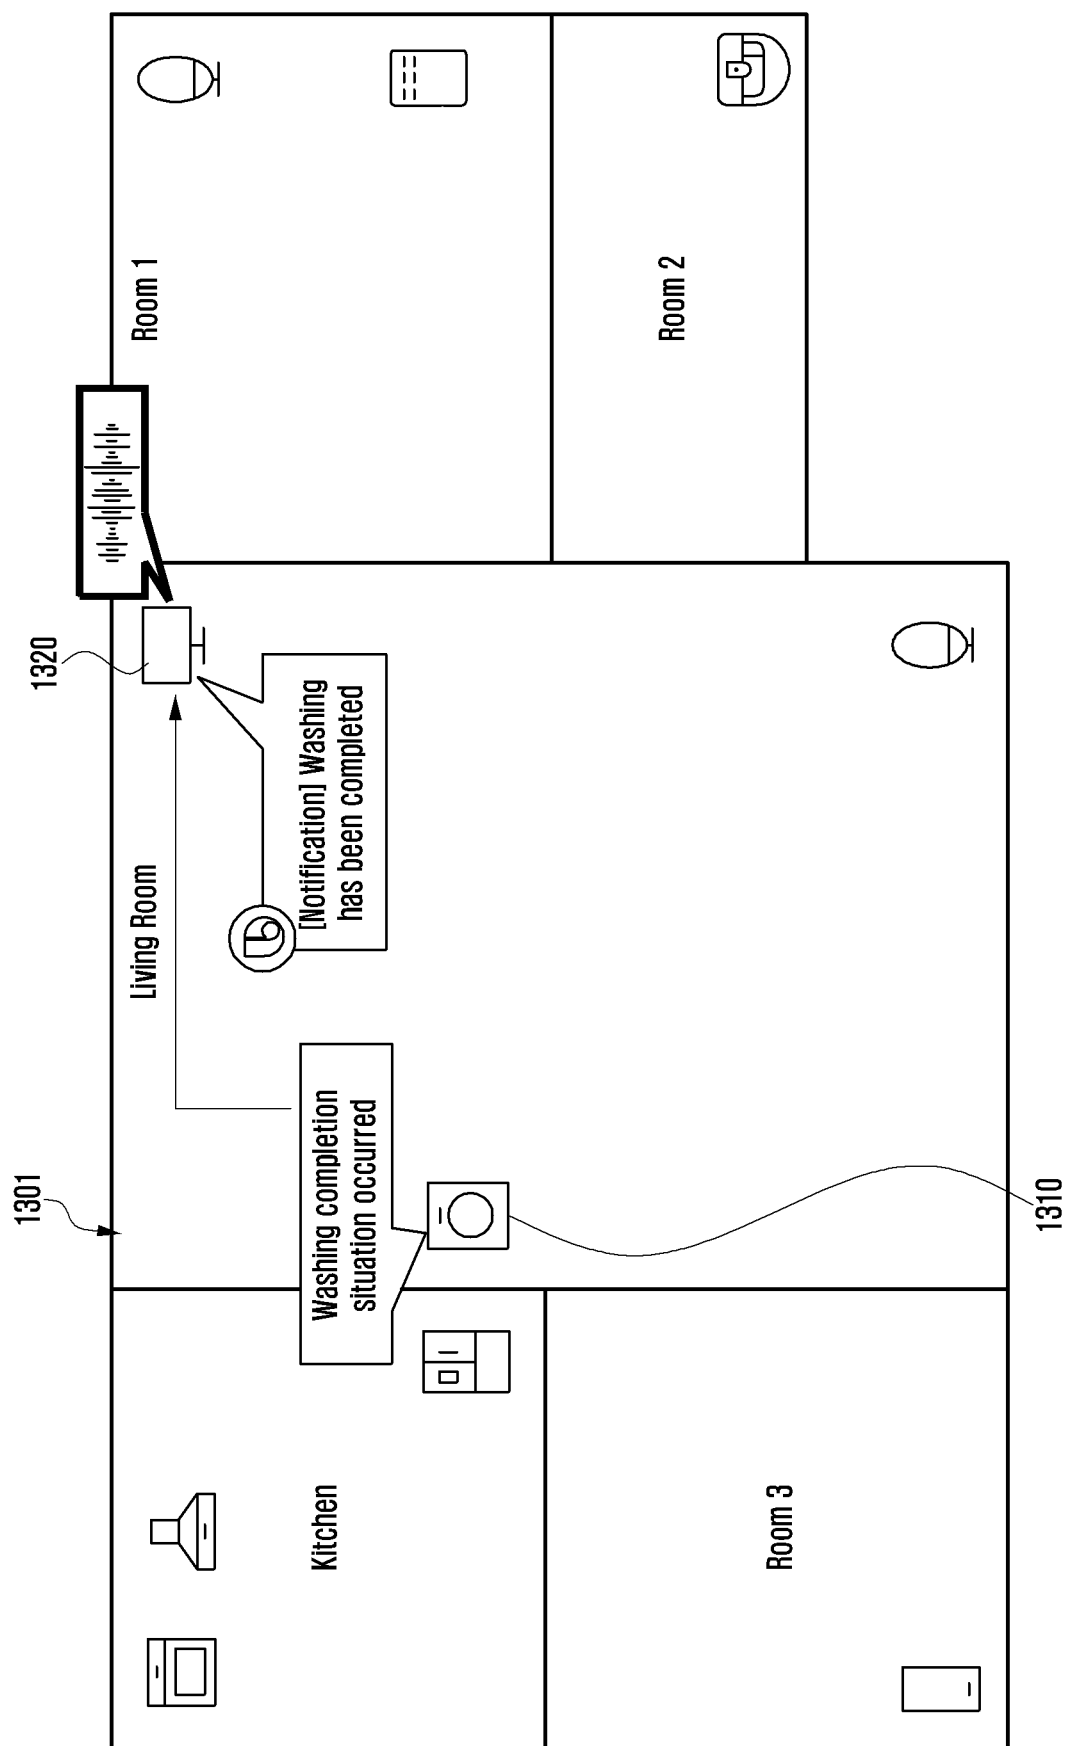 1301
1320
Kitchen
Living Room
Room 1
Washing completion
situation occurred
[Notification] Washing
has been completed
Room 3
Room 2
1310